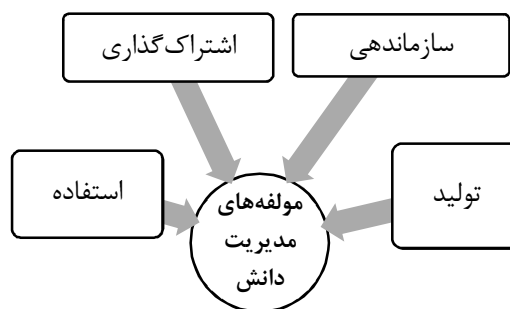 سازماندهی
اشتراک‌گذاری
تولید
استفاده
مولفه‌های
مدیریت
دانش